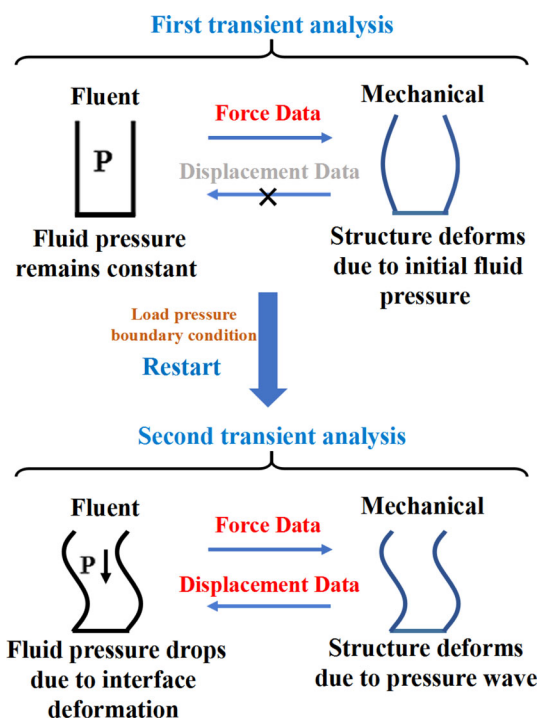 First transient analysis
Fluent
Mechanical
Force Data
P
Displacement Data
Fluid pressure
remains constant
Structure deforms
due to initial fluid
pressure
Load pressure
boundary condition
Restart
Second transient analysis
Fluent
Mechanical
Force Data
P
Displacement Data
Fluid pressure drops
due to interface
deformation
Structure deforms
due to pressure wave